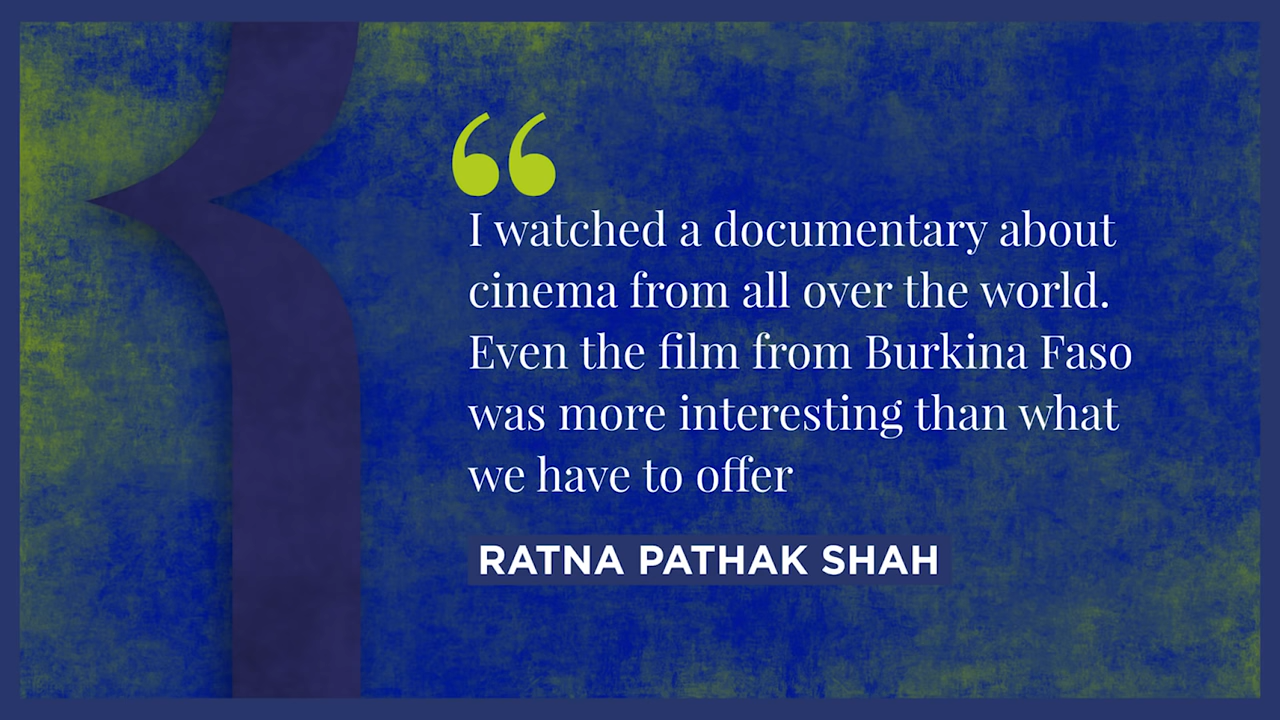 “
I watched a documentary about
cinema from all over the world.
Even the film from Burkina Faso
was more interesting than what
we have to offer
RATNA PATHAK SHAH